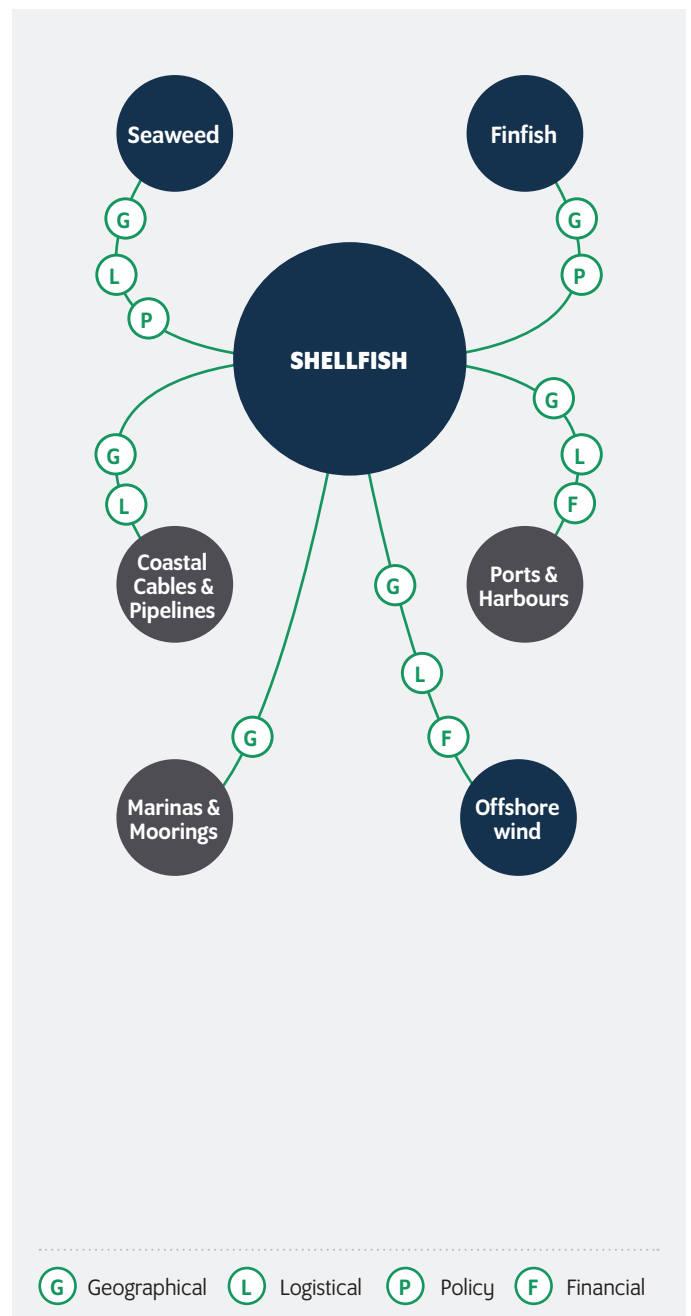 Seaweed
Finfish
G
L
P
G
P
SHELLFISH
G
L
Coastal
Cables &
Pipelines
G
L
F
Ports &
Harbours
G
Marinas &
Moorings
G
L
F
Offshore
wind
G Geographical L Logistical P Policy F Financial